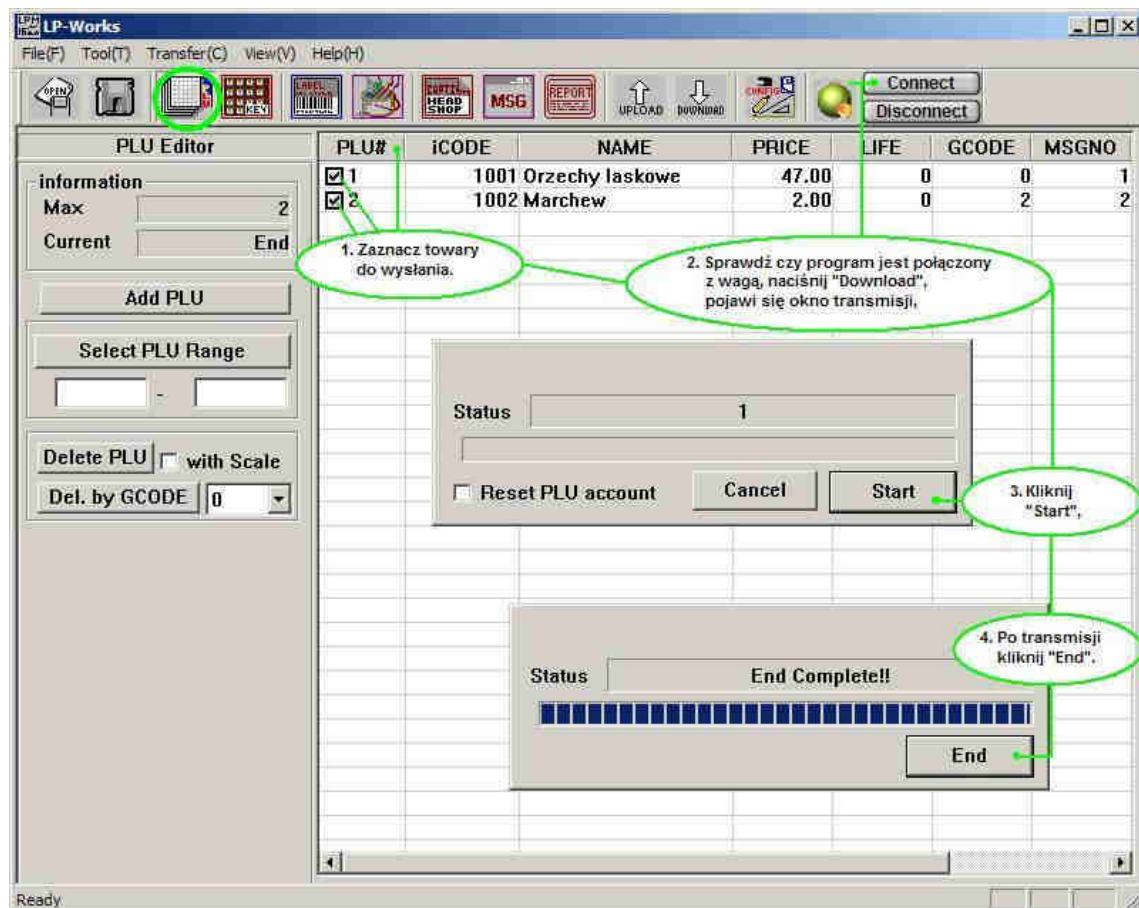 LP-Works
File(F) Tool(T) Transfer(C) View(V) Help(H)
OPEN
KEY
LABEL
HEAD
SHOP
MSG
REPORT
UPLOAD
DOWNLOAD
CONFIG
Connect
Disconnect
PLU Editor
PLU# iCODE NAME PRICE LIFE GCODE MSGNO
information
1 1001 Orzechy laskowe 47.00 0 0 1
Max 2
2 1002 Marchew 2.00 0 2 2
Current End
1. Zaznacz towary
do wysłania.
2. Sprawdź czy program jest połączony
z wagą, naciśnij "Download",
pojawi się okno transmisji,
Add PLU
Select PLU Range
-
Status 1
Delete PLU with Scale
Del. by GCODE 0
Reset PLU account Cancel Start
3. Kliknij
"Start",
4. Po transmisji
kliknij "End".
Status End Complete!!
End
Ready